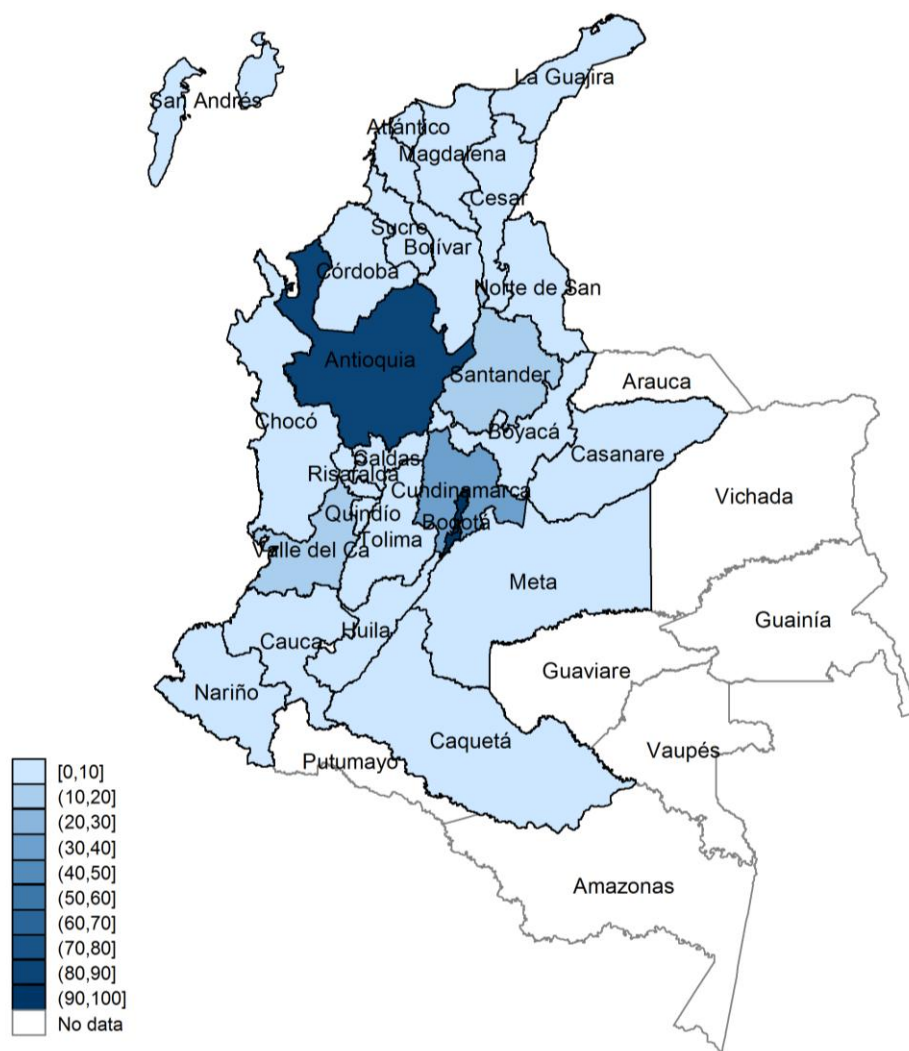 La Guajira
San Andrés
Atlántico
Magdalena
Cesar
Sucre
Bolívar
Córdoba
Norte de San
Antioquia
Santander
Arauca
Chocó
Boyacá
Caldas
Casanare
Risaralda
Cundinamarca
Vichada
Quindío
Bogotá
Tolima
Valle del Ca
Meta
Guainía
Huila
Cauca
Guaviare
Nariño
Caquetá
Vaupés
Putumayo
Amazonas
[0,10]
(10,20]
(20,30]
(30,40]
(40,50]
(50,60]
(60,70]
(70,80]
(80,90]
(90,100]
No data